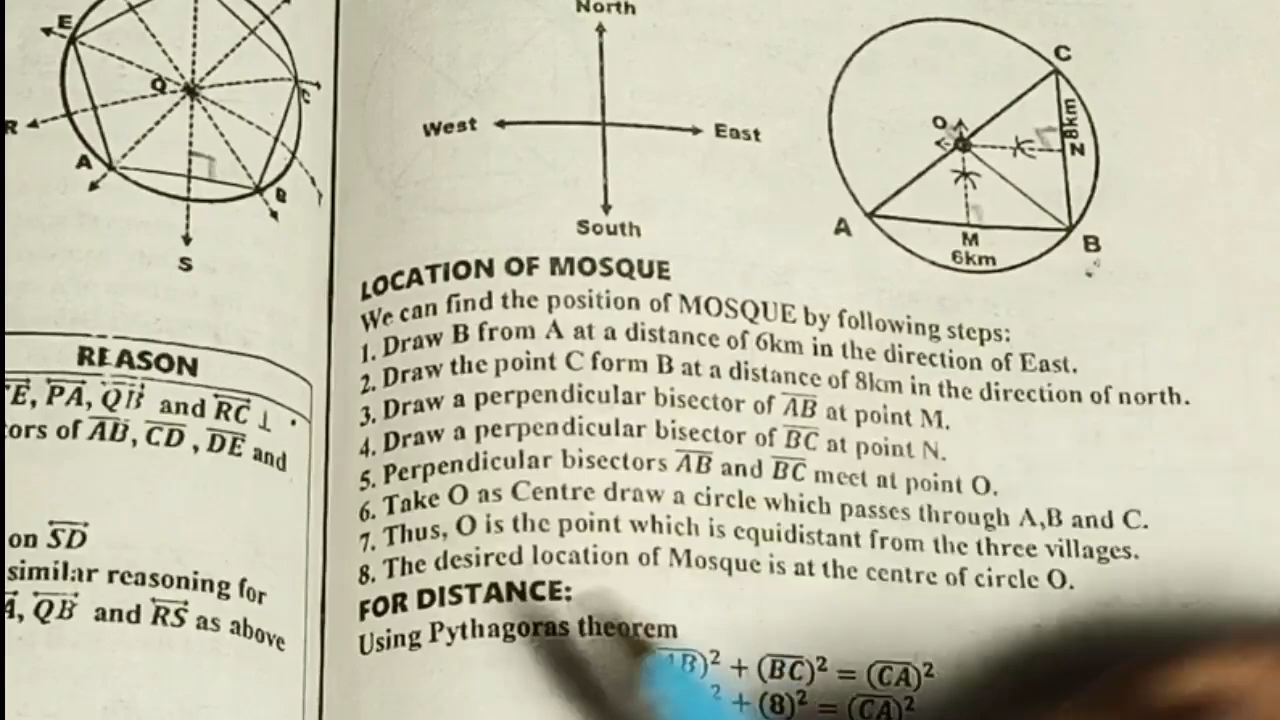 E
Q
C
R
A
B
S
North
West
East
South
C
O
8km
N
A
M
B
6km
LOCATION OF MOSQUE
We can find the position of MOSQUE by following steps:
1. Draw B from A at a distance of 6km in the direction of East.
2. Draw the point C form B at a distance of 8km in the direction of north.
3. Draw a perpendicular bisector of AB at point M.
4. Draw a perpendicular bisector of BC at point N.
5. Perpendicular bisectors AB and BC meet at point O.
6. Take O as Centre draw a circle which passes through A,B and C.
7. Thus, O is the point which is equidistant from the three villages.
8. The desired location of Mosque is at the centre of circle O.
FOR DISTANCE:
Using Pythagoras theorem
B)² + (BC)² = (CA)²
² + (8)² = (CA)²
REASON
E, PA, QB and RC ⊥
ors of AB, CD, DE and
on SD
similar reasoning for
A, QB and RS as above